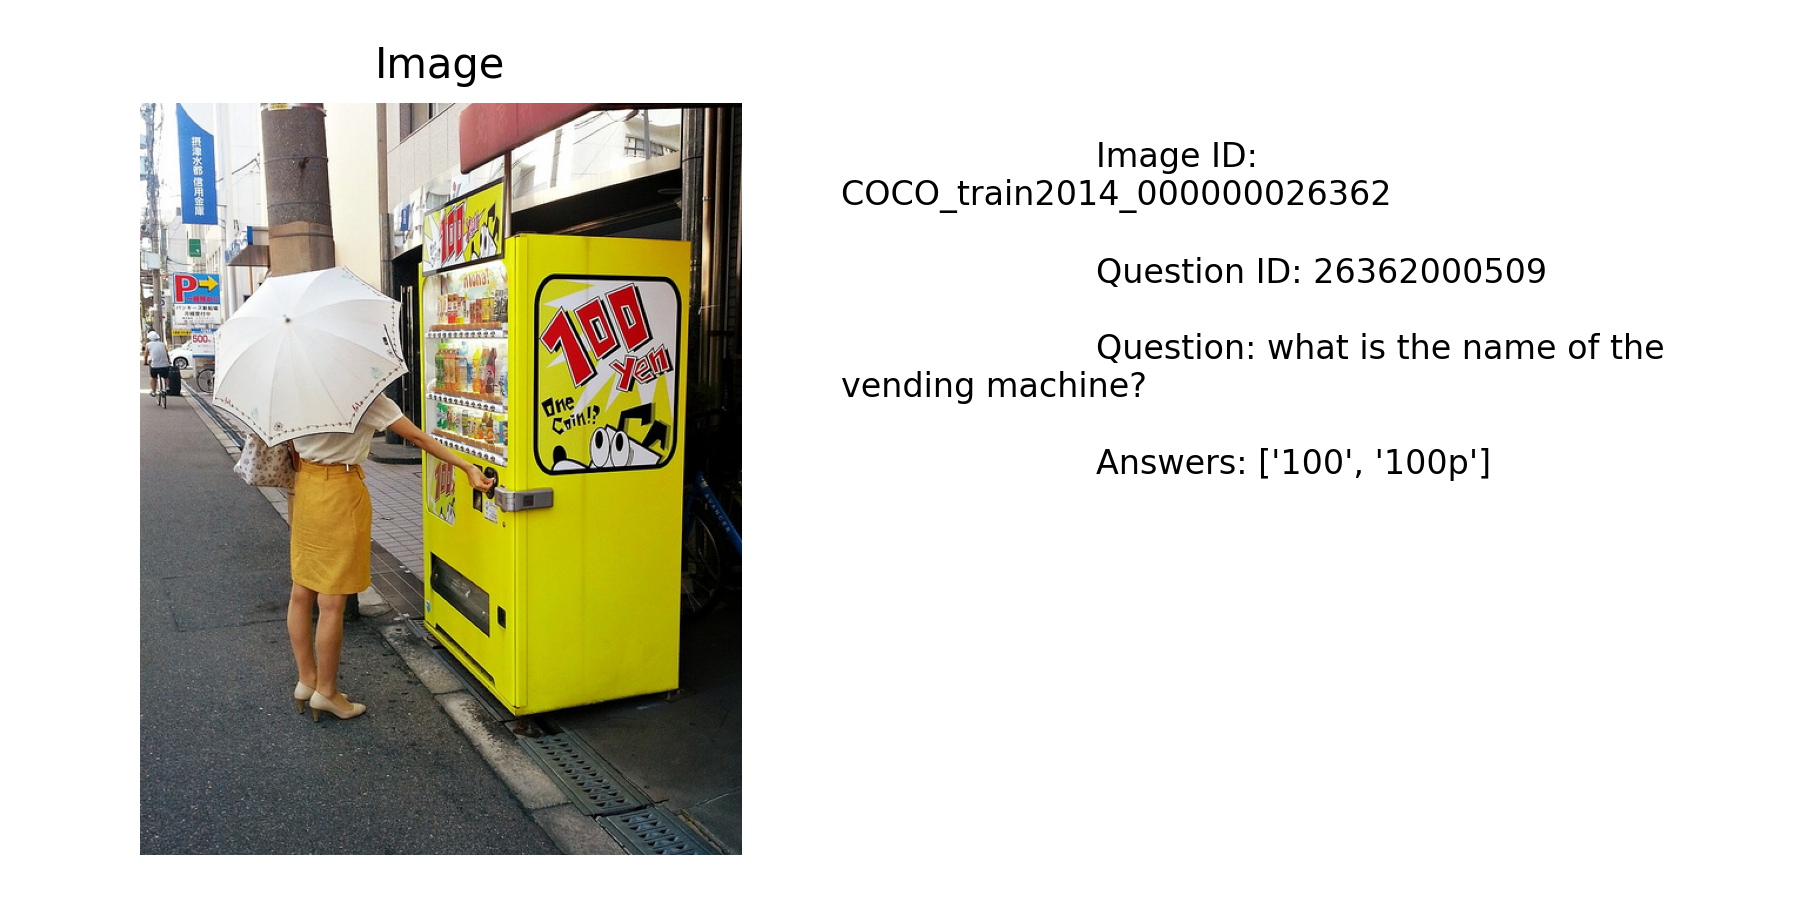 Image
Image ID:
COCO_train2014_000000026362
Question ID: 26362000509
Question: what is the name of the
vending machine?
Answers: ['100', '100p']
摂津水都信用金庫
P
500
100
100
yen
One
Coin!?
100